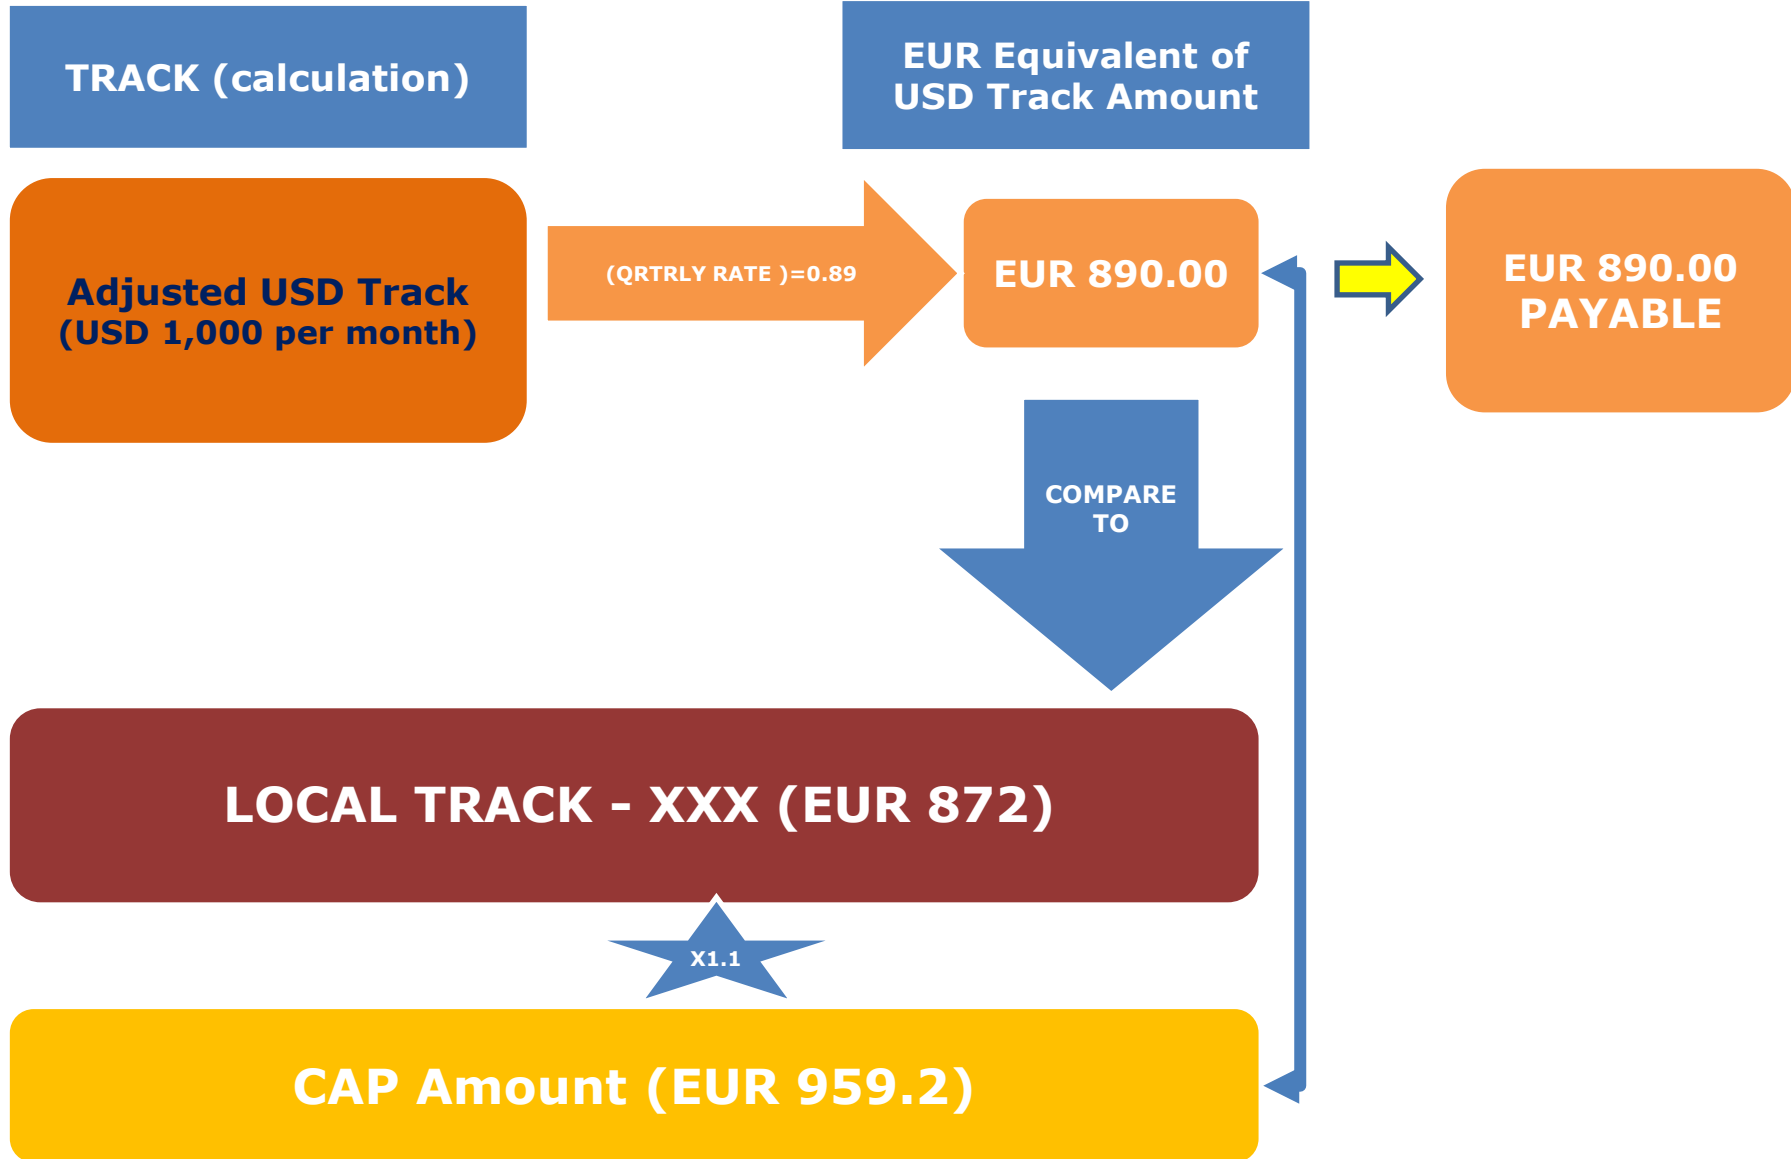 TRACK (calculation)
EUR Equivalent of
USD Track Amount
Adjusted USD Track
(USD 1,000 per month)
(QRTRLY RATE )=0.89
EUR 890.00
EUR 890.00
PAYABLE
COMPARE
TO
LOCAL TRACK - XXX (EUR 872)
X1.1
CAP Amount (EUR 959.2)